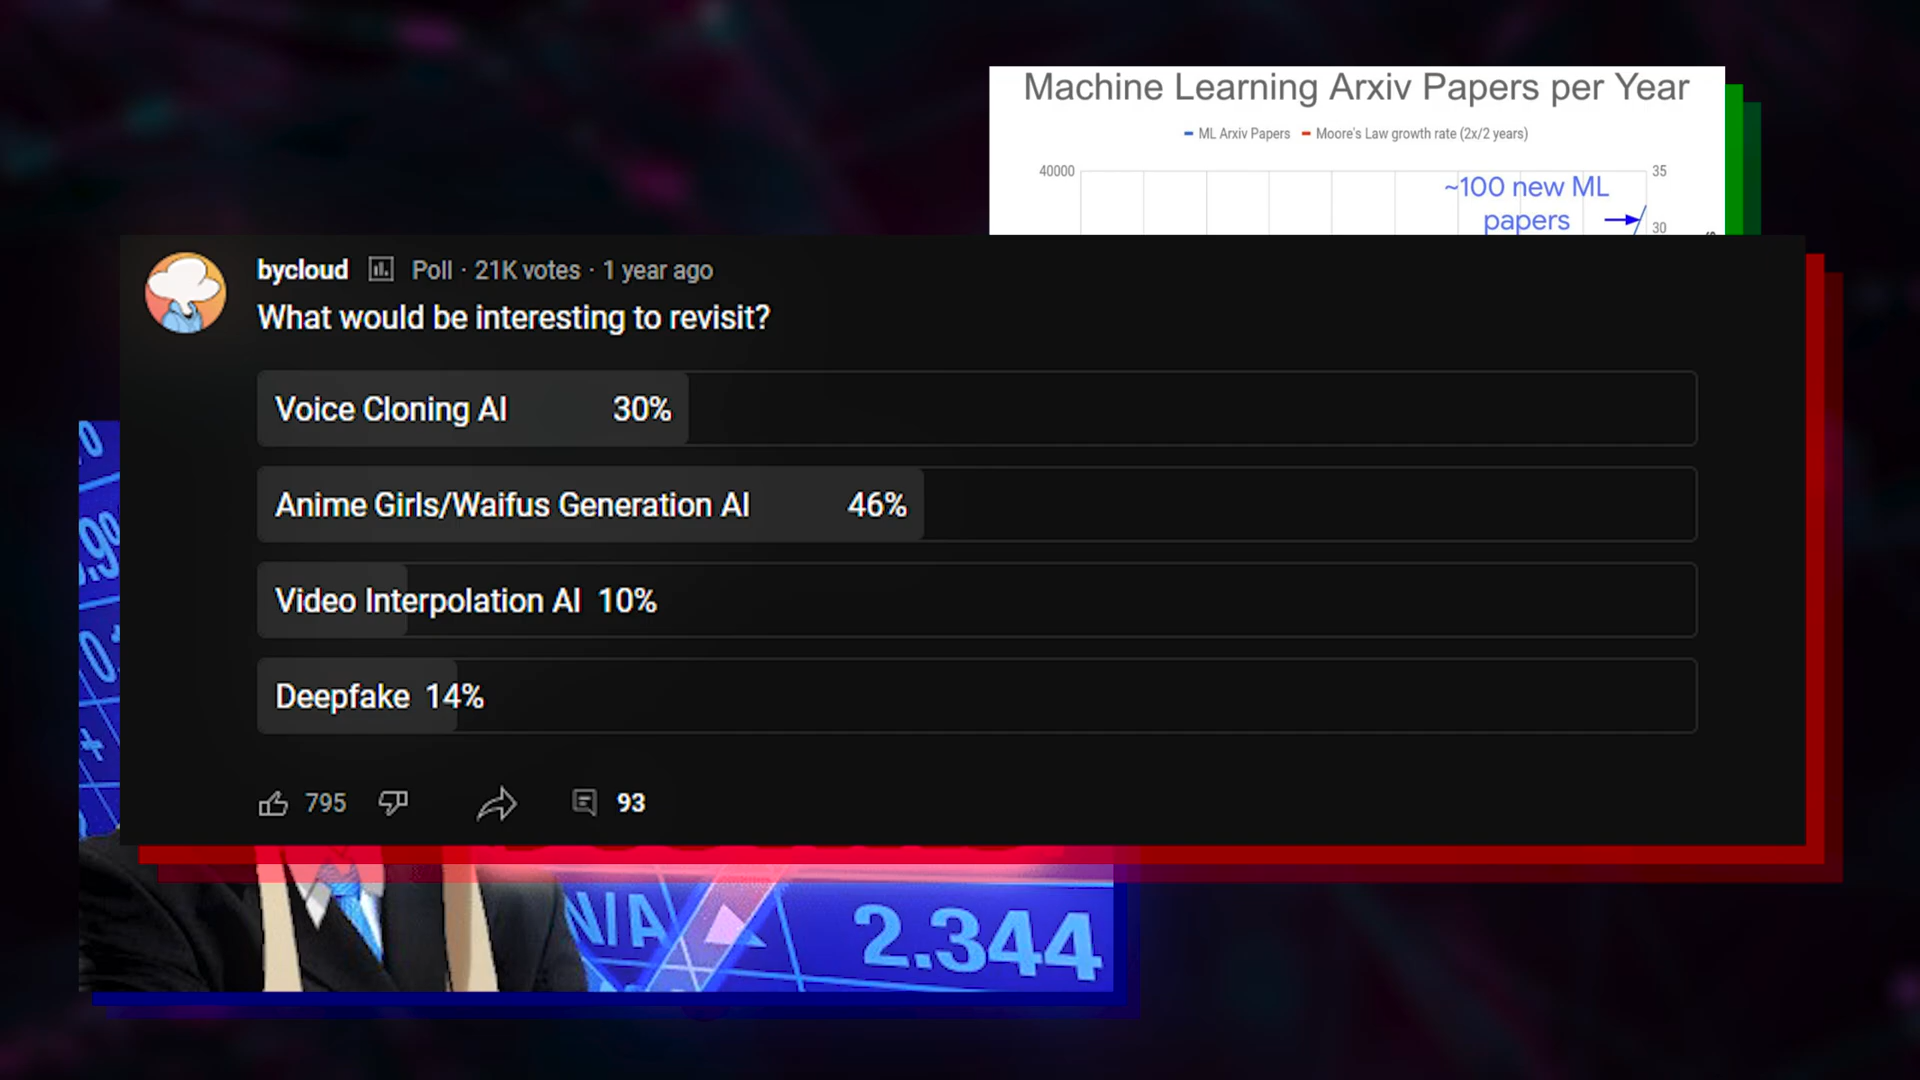 Machine Learning Arxiv Papers per Year
ML Arxiv Papers Moore's Law growth rate (2x/2 years)
40000
35
~100 new ML
papers
30
bycloud Poll · 21K votes · 1 year ago
What would be interesting to revisit?
Voice Cloning AI 30%
Anime Girls/Waifus Generation AI 46%
Video Interpolation AI 10%
Deepfake 14%
795
93
N/A
2.344